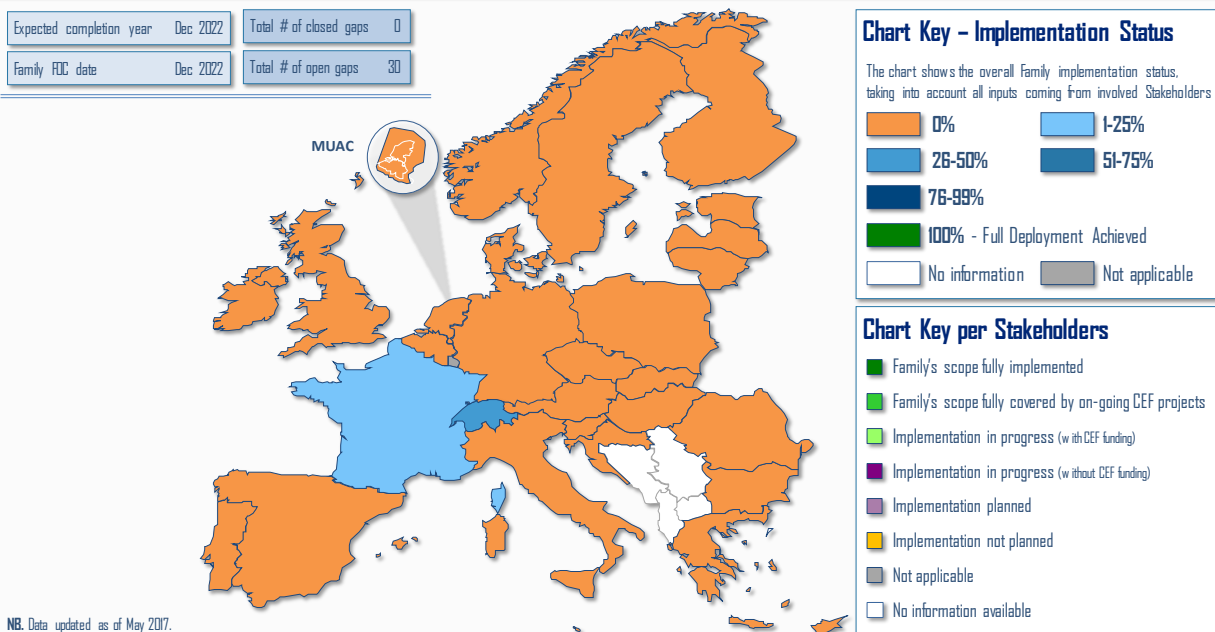 Expected completion year Dec 2022
Total # of closed gaps 0
Family FOC date Dec 2022
Total # of open gaps 30
MUAC
NB. Data updated as of May 2017.
Chart Key – Implementation Status
The chart shows the overall Family implementation status,
taking into account all inputs coming from involved Stakeholders
0%
1-25%
26-50%
51-75%
76-99%
100% - Full Deployment Achieved
No information
Not applicable
Chart Key per Stakeholders
Family's scope fully implemented
Family's scope fully covered by on-going CEF projects
Implementation in progress (with CEF funding)
Implementation in progress (without CEF funding)
Implementation planned
Implementation not planned
Not applicable
No information available